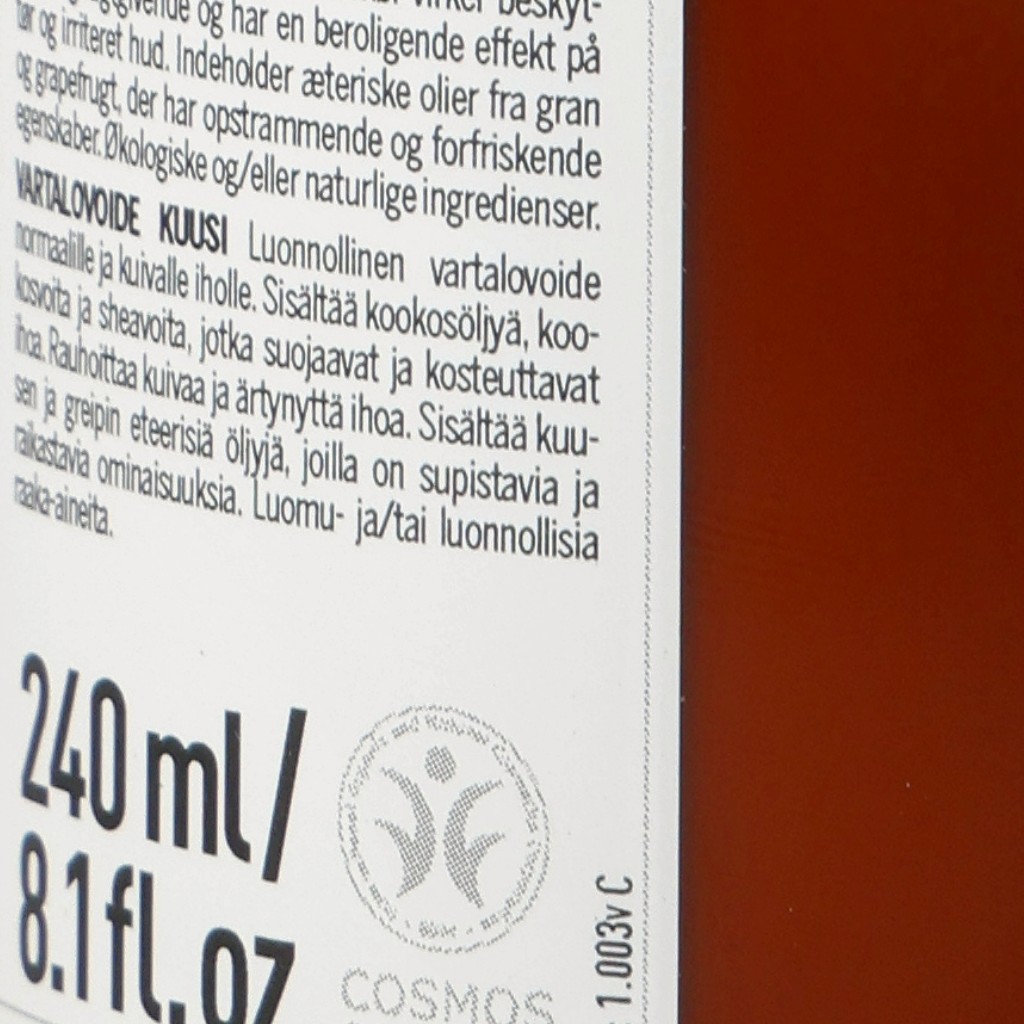 og har en beroligende effekt på
tør og irriteret hud. Indeholder æteriske olier fra gran
og grapefrugt, der har opstrammende og forfriskende
egenskaber. Økologiske og/eller naturlige ingredienser.
VARTALOVOIDE KUUSI Luonnollinen vartalovoide
normaalille ja kuivalle iholle. Sisältää kookosöljyä, koo-
kosvoita ja sheavoita, jotka suojaavat ja kosteuttavat
ihoa. Rauhoittaa kuivaa ja ärtynyttä ihoa. Sisältää kuu-
sen ja greipin eteerisiä öljyjä, joilla on supistavia ja
raikastavia ominaisuuksia. Luomu- ja/tai luonnollisia
raaka-aineita.
240 ml/
8.1 fl. oz
COSMOS
1.003v C